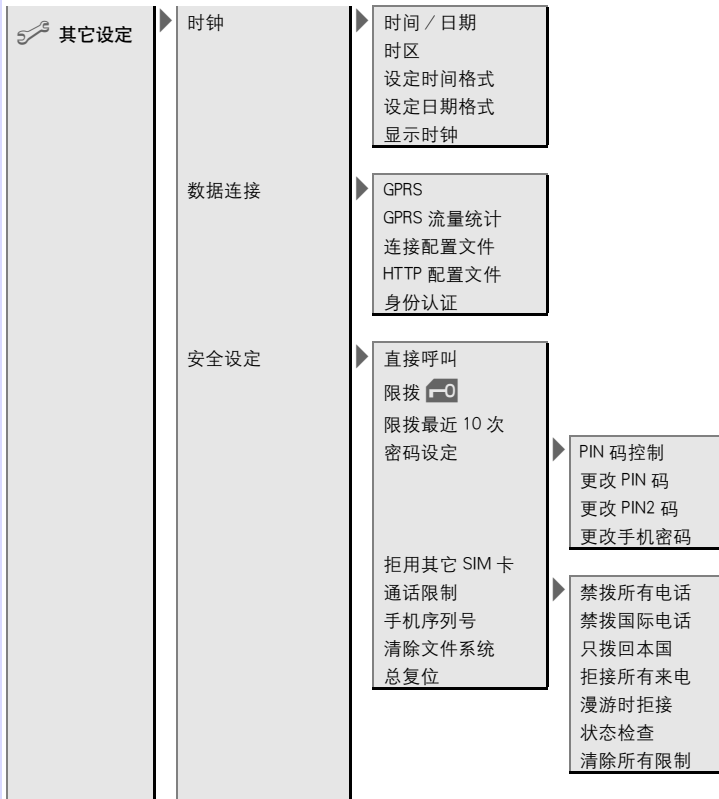 其它设定
时钟
时间/日期
时区
设定时间格式
设定日期格式
显示时钟
数据连接
GPRS
GPRS 流量统计
连接配置文件
HTTP 配置文件
身份认证
安全设定
直接呼叫
限拨
限拨最近 10 次
密码设定
PIN 码控制
更改 PIN 码
更改 PIN2 码
更改手机密码
拒用其它 SIM 卡
通话限制
禁拨所有电话
禁拨国际电话
只拨回本国
拒接所有来电
漫游时拒接
状态检查
清除所有限制
手机序列号
清除文件系统
总复位